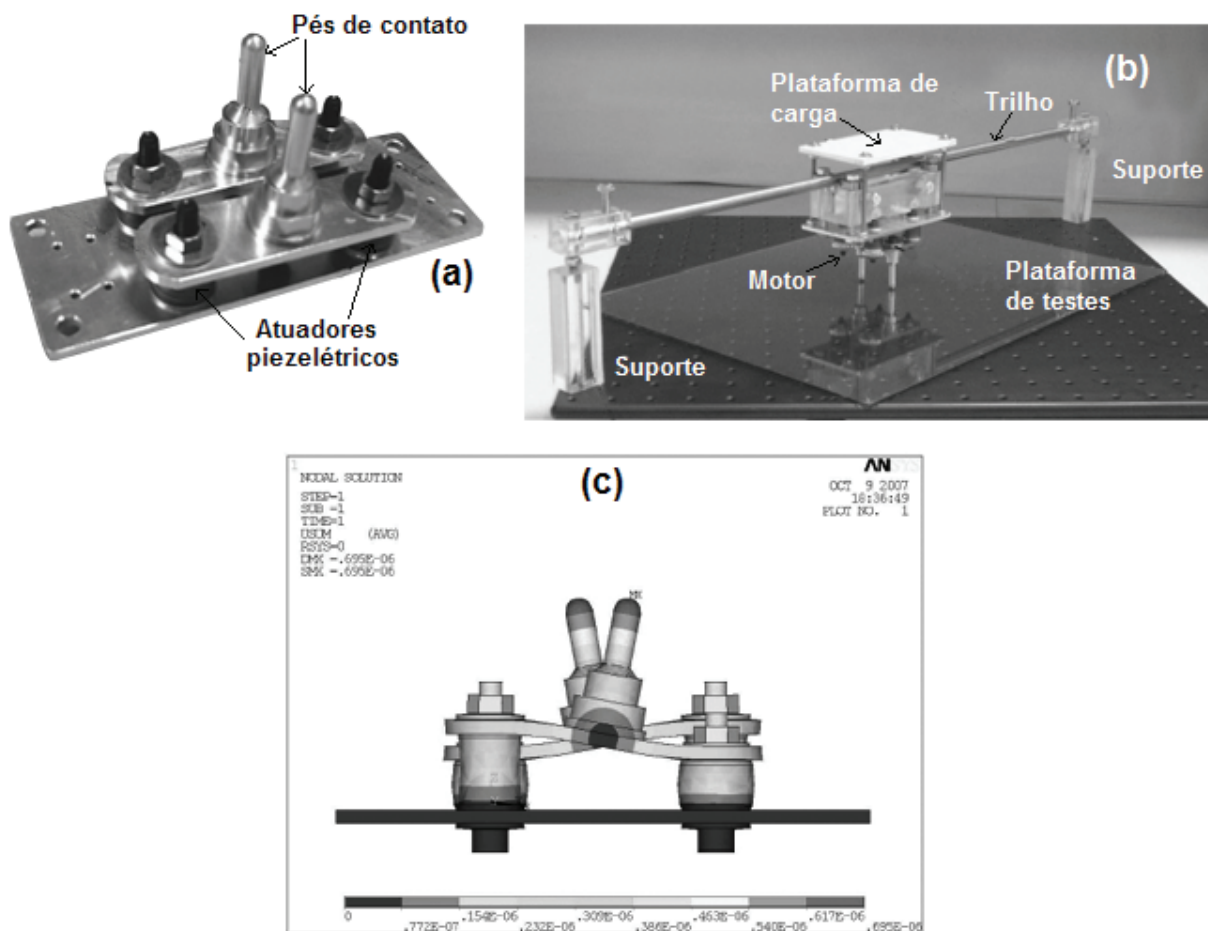 Pés de contato
(a)
Atuadores
piezelétricos
(b)
Plataforma de
carga
Trilho
Suporte
Motor
Plataforma
de testes
Suporte
(c)
1
NODAL SOLUTION
STEP=1
SUB =1
TIME=1
USUM (AVG)
RSYS=0
DMX =.695E-06
SMX =.695E-06
ANSYS
OCT 9 2007
18:36:49
PLOT NO. 1
MX
0
.772E-07
.154E-06
.232E-06
.309E-06
.386E-06
.463E-06
.540E-06
.617E-06
.695E-06